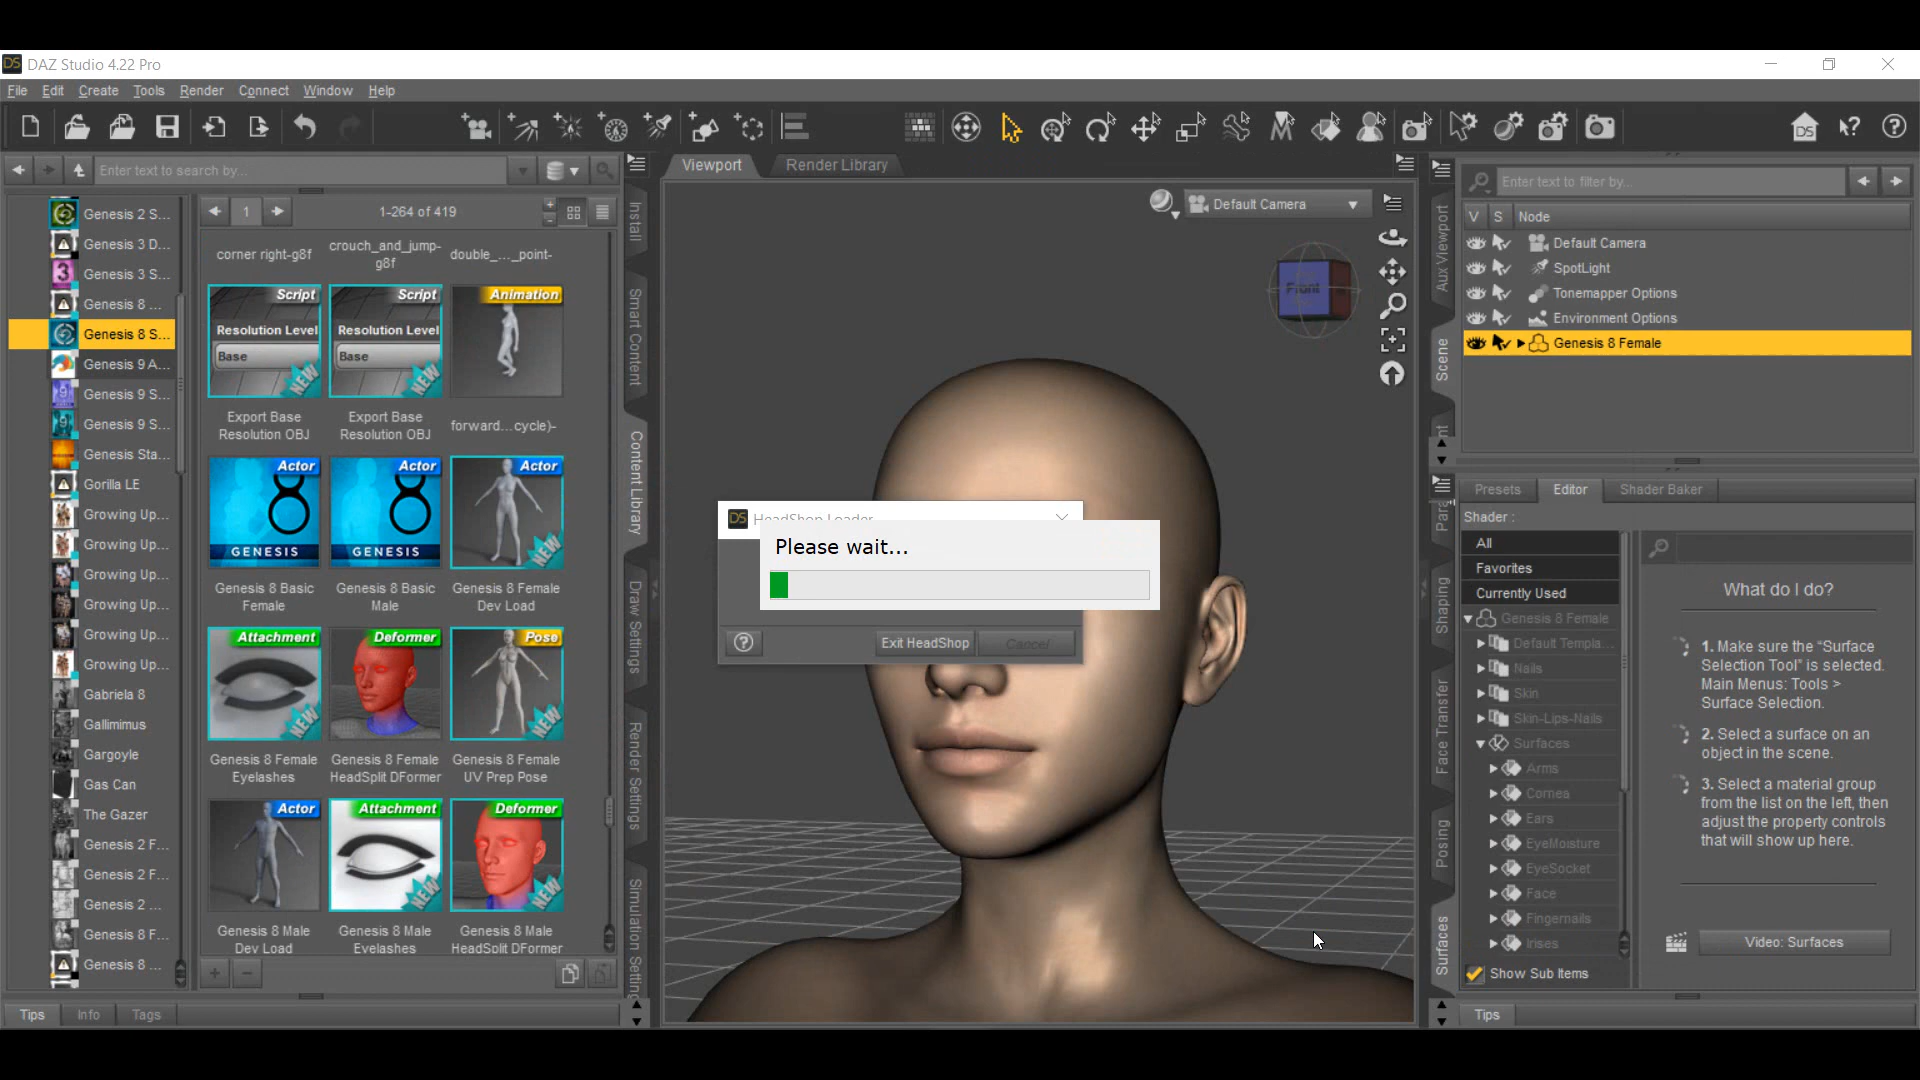 DAZ Studio 4.22 Pro
File Edit Create Tools Render Connect Window Help
Enter text to search by...
Viewport
Render Library
Enter text to filter by...
Genesis 2 S...
Genesis 3 D...
Genesis 3 S...
Genesis 8 ...
Genesis 8 S...
Genesis 9 A...
Genesis 9 S...
Genesis 9 S...
Genesis Sta...
Gorilla LE
Growing Up...
Growing Up...
Growing Up...
Growing Up...
Growing Up...
Growing Up...
Gabriela 8
Gallimimus
Gargoyle
Gas Can
The Gazer
Genesis 2 F...
Genesis 2 F...
Genesis 2 ...
Genesis 8 F...
Genesis 8 ...
1
1-264 of 419
corner right-g8f
crouch_and_jump-
g8f
double_..._point-
Script
Resolution Level
Base
NEW
Export Base
Resolution OBJ
Script
Resolution Level
Base
NEW
Export Base
Resolution OBJ
Animation
forward...cycle)-
Actor
8
GENESIS
Genesis 8 Basic
Female
Actor
8
GENESIS
Genesis 8 Basic
Male
Actor
NEW
Genesis 8 Female
Dev Load
Attachment
NEW
Genesis 8 Female
Eyelashes
Deformer
Genesis 8 Female
HeadSplit DFormer
Pose
NEW
Genesis 8 Female
UV Prep Pose
Actor
Genesis 8 Male
Dev Load
Attachment
NEW
Genesis 8 Male
Eyelashes
Deformer
NEW
Genesis 8 Male
HeadSplit DFormer
Tips
Info
Tags
Install
Smart Content
Content Library
Draw Settings
Render Settings
Simulation Setting
Default Camera
Front
HeadShop Loader
Please wait...
Exit HeadShop
Cancel
Aux Viewport
Scene
Shaping
Face Transfer
Posing
Surfaces
V S Node
Default Camera
SpotLight
Tonemapper Options
Environment Options
Genesis 8 Female
Presets
Editor
Shader Baker
Shader :
All
Favorites
Currently Used
Genesis 8 Female
Default Templa...
Nails
Skin
Skin-Lips-Nails
Surfaces
Arms
Cornea
Ears
EyeMoisture
EyeSocket
Face
Fingernails
Irises
Show Sub Items
What do I do?
1. Make sure the "Surface
Selection Tool" is selected.
Main Menus: Tools >
Surface Selection.
2. Select a surface on an
object in the scene.
3. Select a material group
from the list on the left, then
adjust the property controls
that will show up here.
Video: Surfaces
Tips